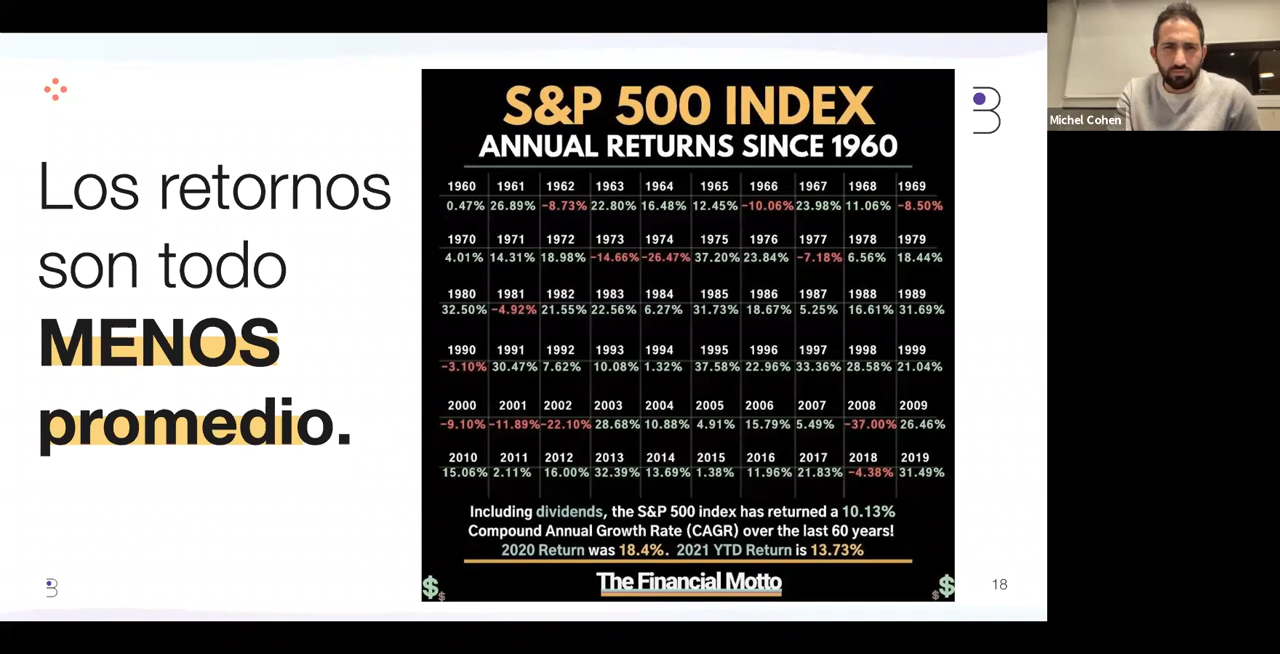 Los retornos
son todo
MENOS
promedio.
S&P 500 INDEX
ANNUAL RETURNS SINCE 1960
1960 1961 1962 1963 1964 1965 1966 1967 1968 1969
0.47% 26.89% -8.73% 22.80% 16.48% 12.45% -10.06% 23.98% 11.06% -8.50%
1970 1971 1972 1973 1974 1975 1976 1977 1978 1979
4.01% 14.31% 18.98% -14.66% -26.47% 37.20% 23.84% -7.18% 6.56% 18.44%
1980 1981 1982 1983 1984 1985 1986 1987 1988 1989
32.50% -4.92% 21.55% 22.56% 6.27% 31.73% 18.67% 5.25% 16.61% 31.69%
1990 1991 1992 1993 1994 1995 1996 1997 1998 1999
-3.10% 30.47% 7.62% 10.08% 1.32% 37.58% 22.96% 33.36% 28.58% 21.04%
2000 2001 2002 2003 2004 2005 2006 2007 2008 2009
-9.10% -11.89% -22.10% 28.68% 10.88% 4.91% 15.79% 5.49% -37.00% 26.46%
2010 2011 2012 2013 2014 2015 2016 2017 2018 2019
15.06% 2.11% 16.00% 32.39% 13.69% 1.38% 11.96% 21.83% -4.38% 31.49%
Including dividends, the S&P 500 index has returned a 10.13%
Compound Annual Growth Rate (CAGR) over the last 60 years!
2020 Return was 18.4%. 2021 YTD Return is 13.73%
The Financial Motto
$ $ $ $
18
Michel Cohen